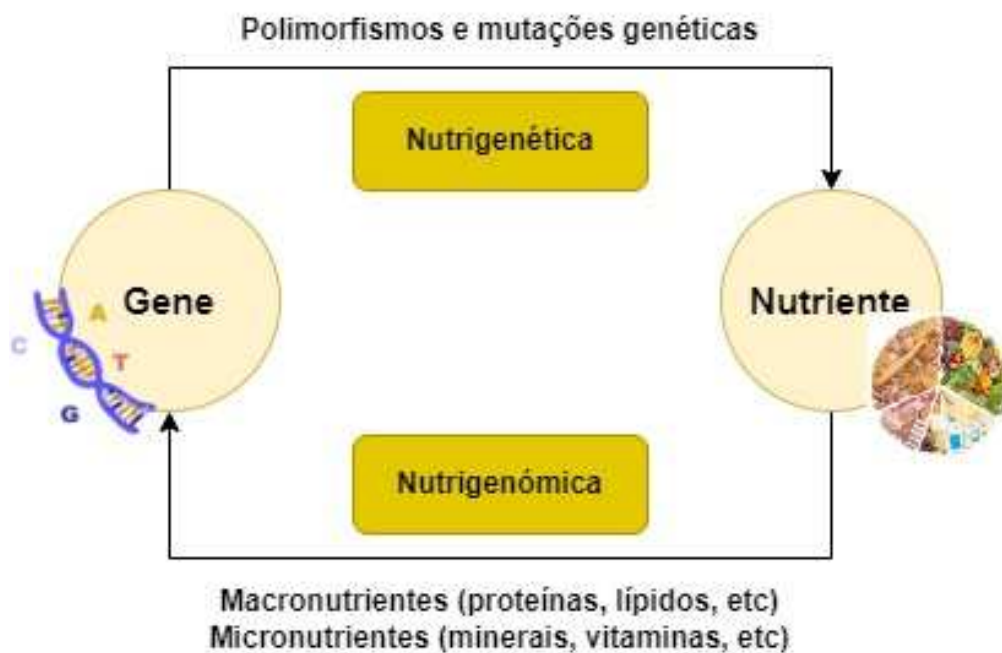 Polimorfismos e mutações genéticas
Nutrigenética
Gene
Nutriente
A
C
T
G
Nutrigenómica
Macronutrientes (proteínas, lípidos, etc)
Micronutrientes (minerais, vitaminas, etc)